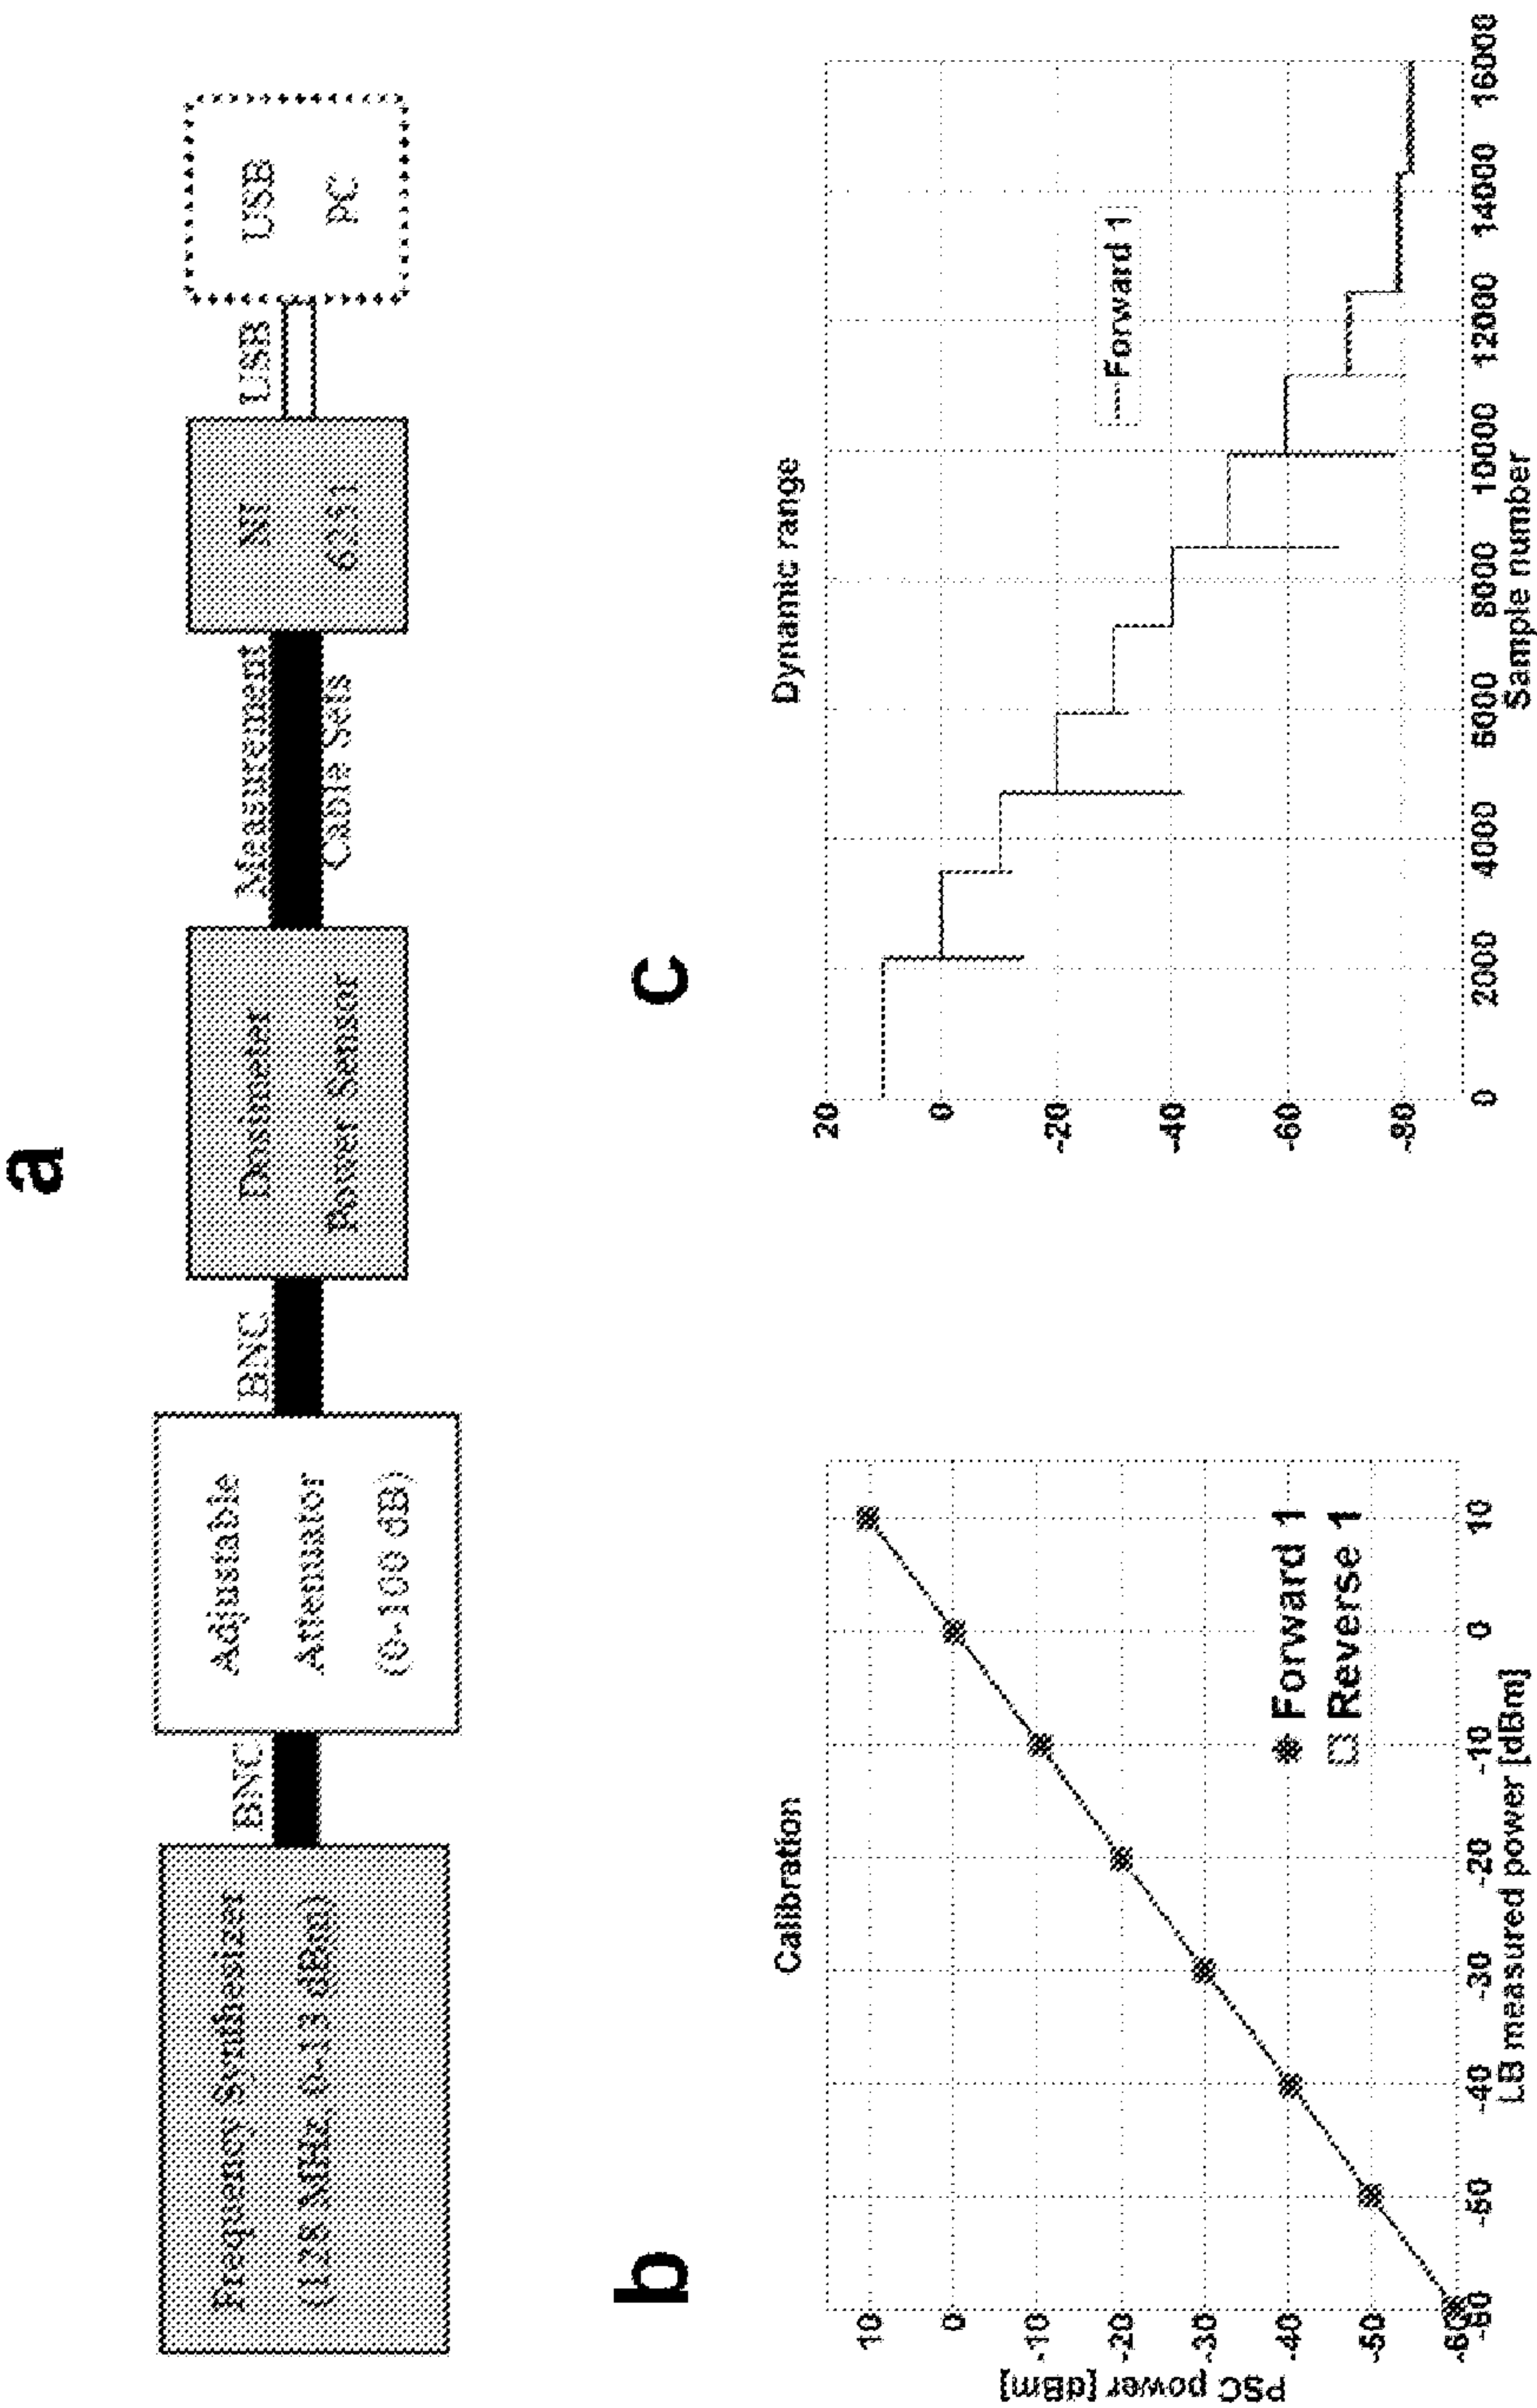 a
Frequency Synthesizer
(128 MHz, 0-13 dBm)
BNC
Adjustable
Attenuator
(0-100 dB)
BNC
Dosimeter
Power Sensor
Measurement
Cable Sets
NI
6251
USB
USB
PC
b
Calibration
PSC power [dBm]
10
0
-10
-20
-30
-40
-50
-60
-60
-50
-40
-30
-20
-10
0
10
LB measured power [dBm]
Forward 1
Reverse 1
c
Dynamic range
20
0
-20
-40
-60
-80
0
2000
4000
6000
8000
10000
12000
14000
16000
Sample number
Forward 1